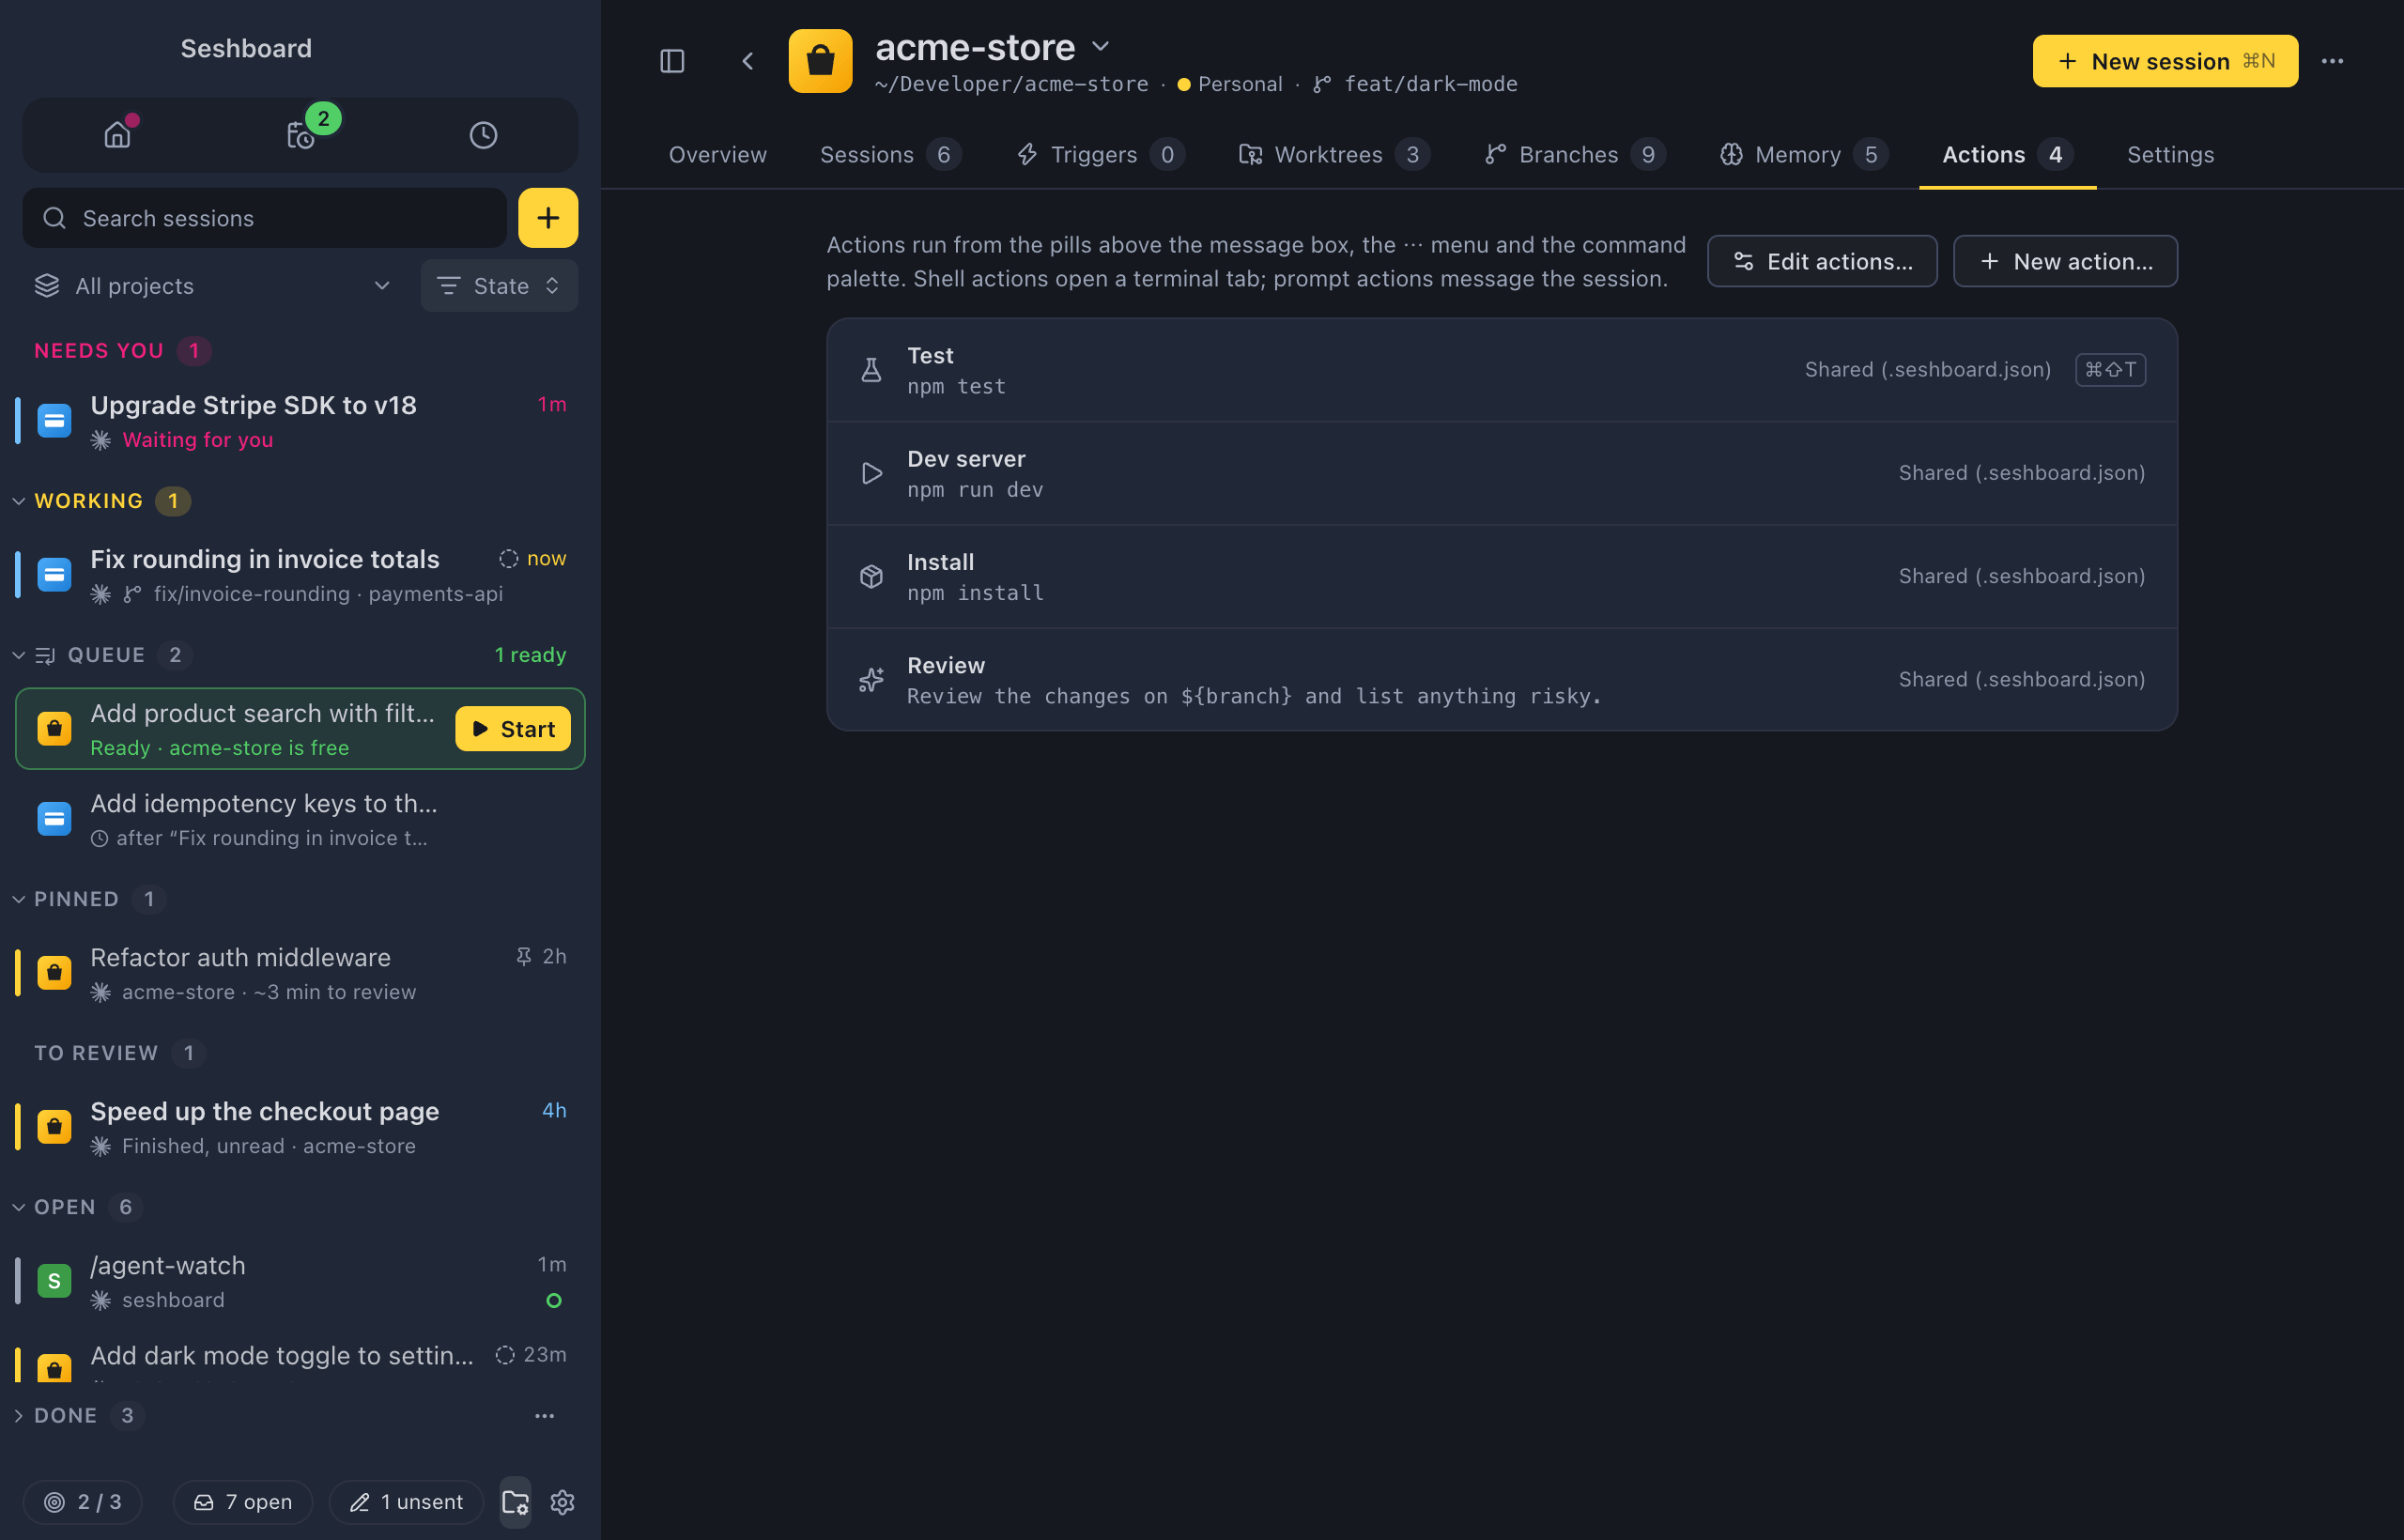 Seshboard
2
Search sessions
All projects
State
NEEDS YOU 1
Upgrade Stripe SDK to v18 1m
Waiting for you
WORKING 1
Fix rounding in invoice totals now
fix/invoice-rounding · payments-api
QUEUE 2 1 ready
Add product search with filt...
Ready · acme-store is free
Start
Add idempotency keys to th...
after “Fix rounding in invoice t...
PINNED 1
Refactor auth middleware 2h
acme-store · ~3 min to review
TO REVIEW 1
Speed up the checkout page 4h
Finished, unread · acme-store
OPEN 6
S
/agent-watch 1m
seshboard
Add dark mode toggle to settin... 23m
DONE 3
2 / 3
7 open
1 unsent
acme-store
~/Developer/acme-store · Personal · feat/dark-mode
New session ⌘N
Overview
Sessions 6
Triggers 0
Worktrees 3
Branches 9
Memory 5
Actions 4
Settings
Actions run from the pills above the message box, the ··· menu and the command
palette. Shell actions open a terminal tab; prompt actions message the session.
Edit actions...
New action...
Test
npm test
Shared (.seshboard.json) ⌘⇧T
Dev server
npm run dev
Shared (.seshboard.json)
Install
npm install
Shared (.seshboard.json)
Review
Review the changes on ${branch} and list anything risky.
Shared (.seshboard.json)